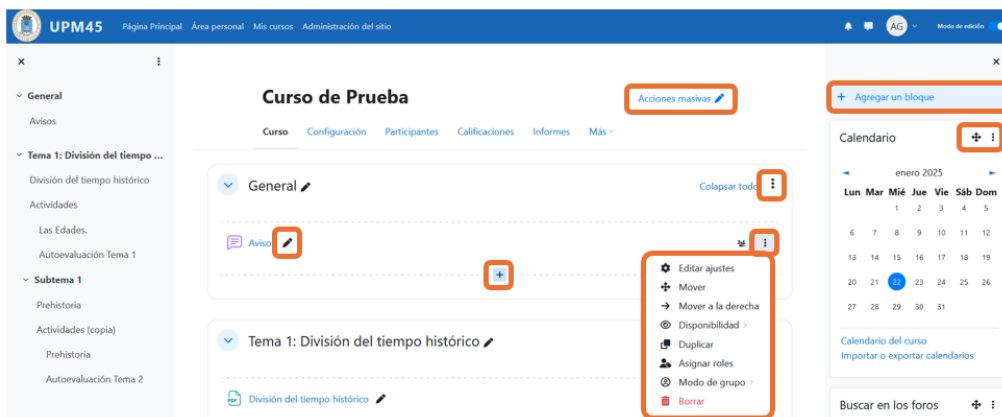 UPM45
Página Principal Área personal Mis cursos Administración del sitio
AG
Modo de edición
General
Avisos
Tema 1: División del tiempo ...
División del tiempo histórico
Actividades
Las Edades.
Autoevaluación Tema 1
Subtema 1
Prehistoria
Actividades (copia)
Prehistoria
Autoevaluación Tema 2
Curso de Prueba
Acciones masivas
Curso Configuración Participantes Calificaciones Informes Más
General
Colapsar todo
Aviso
Editar ajustes
Mover
Mover a la derecha
Disponibilidad
Duplicar
Asignar roles
Modo de grupo
Borrar
Tema 1: División del tiempo histórico
PDF
División del tiempo histórico
+ Agregar un bloque
Calendario
enero 2025
Lun Mar Mié Jue Vie Sáb Dom
1 2 3 4 5
6 7 8 9 10 11 12
13 14 15 16 17 18 19
20 21 22 23 24 25 26
27 28 29 30 31
Calendario del curso
Importar o exportar calendarios
Buscar en los foros